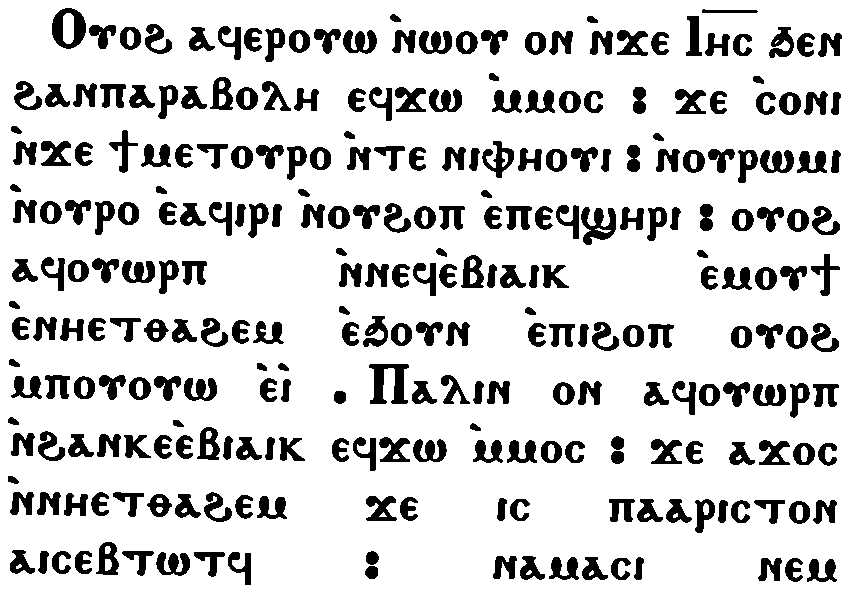 Ⲟⲩⲟϩ ⲁϥⲉⲣⲟⲩⲱ ⲛ̀ⲱⲟⲩ ⲟⲛ ⲛ̀ϫⲉ Ⲓⲏ̅ⲥ̅ ϧⲉⲛ
ϩⲁⲛⲡⲁⲣⲁⲃⲟⲗⲏ ⲉϥϫⲱ ⲙ̀ⲙⲟⲥ : ϫⲉ ⲥ̀ⲟⲛⲓ
ⲛ̀ϫⲉ ϯⲙⲉⲧⲟⲩⲣⲟ ⲛ̀ⲧⲉ ⲛⲓⲫⲏⲟⲩⲓ : ⲛ̀ⲟⲩⲣⲱⲙⲓ
ⲛ̀ⲟⲩⲣⲟ ⲉ̀ⲁϥⲓⲣⲓ ⲛ̀ⲟⲩϩⲟⲡ ⲉ̀ⲡⲉϥϣⲏⲣⲓ : ⲟⲩⲟϩ
ⲁϥⲟⲩⲱⲣⲡ ⲛ̀ⲛⲉϥⲉ̀ⲃⲓⲁⲓⲕ ⲉ̀ⲙⲟⲩϯ
ⲉ̀ⲛⲏⲉⲧⲑⲁϩⲉⲙ ⲉ̀ϧⲟⲩⲛ ⲉ̀ⲡⲓϩⲟⲡ ⲟⲩⲟϩ
ⲙ̀ⲡⲟⲩⲟⲩⲱ ⲉ̀ⲓ̀ . Ⲡⲁⲗⲓⲛ ⲟⲛ ⲁϥⲟⲩⲱⲣⲡ
ⲛ̀ϩⲁⲛⲕⲉⲉ̀ⲃⲓⲁⲓⲕ ⲉϥϫⲱ ⲙ̀ⲙⲟⲥ : ϫⲉ ⲁϫⲟⲥ
ⲛ̀ⲛⲏⲉⲧⲑⲁϩⲉⲙ ϫⲉ ⲓⲥ ⲡⲁⲁⲣⲓⲥⲧⲟⲛ
ⲁⲓⲥⲉⲃⲧⲱⲧϥ : ⲛⲁⲙⲁⲥⲓ ⲛⲉⲙ